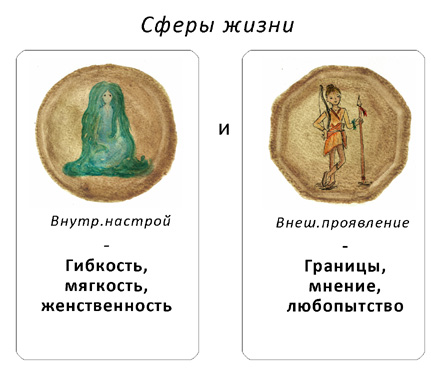 Сферы жизни
Внутр.настрой
-
Гибкость,
мягкость,
женственность
и
Внеш.проявление
-
Границы,
мнение,
любопытство